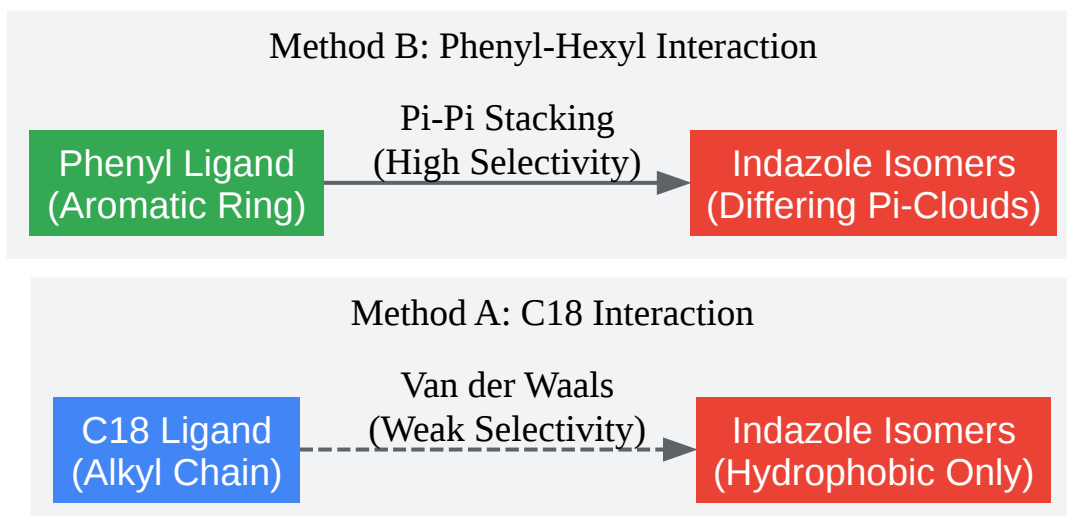 Method B: Phenyl-Hexyl Interaction
Pi-Pi Stacking
(High Selectivity)
Phenyl Ligand
(Aromatic Ring)
Indazole Isomers
(Differing Pi-Clouds)
Method A: C18 Interaction
Van der Waals
(Weak Selectivity)
C18 Ligand
(Alkyl Chain)
Indazole Isomers
(Hydrophobic Only)